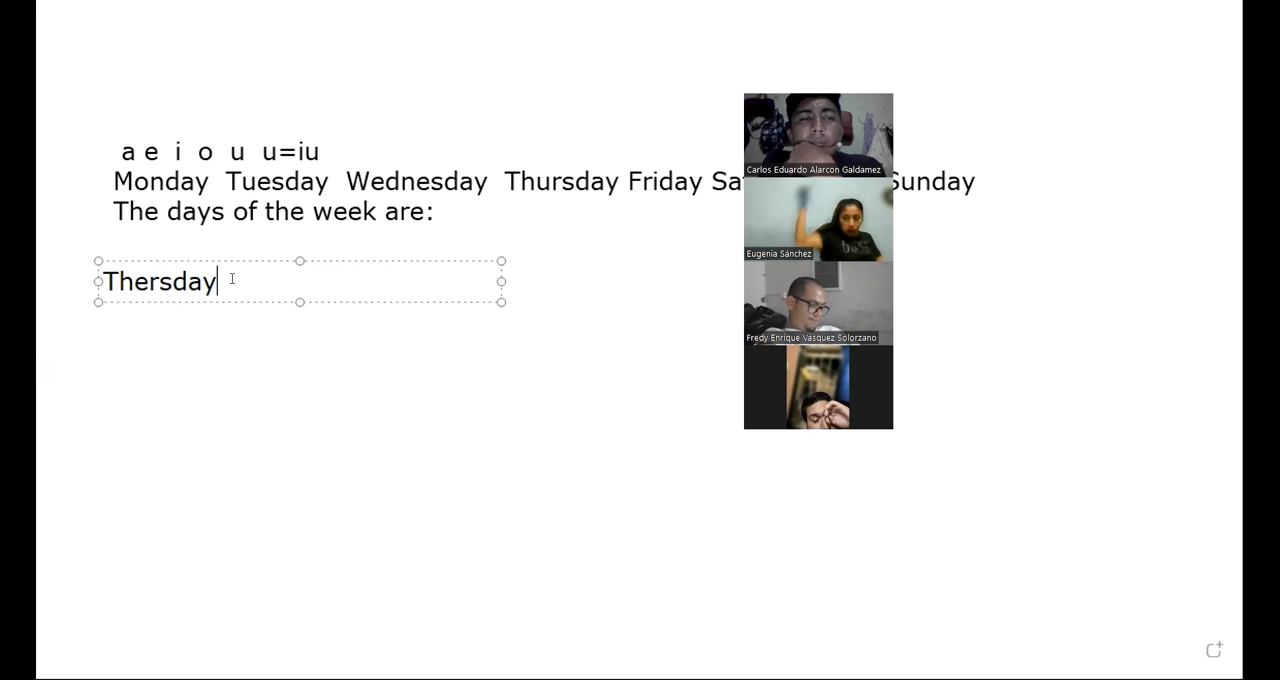 a e i o u u=iu
Monday Tuesday Wednesday Thursday Friday Sa Sunday
The days of the week are:
Thersday
Carlos Eduardo Alarcon Galdamez
Eugenia Sánchez
Fredy Enrique Vásquez Solorzano